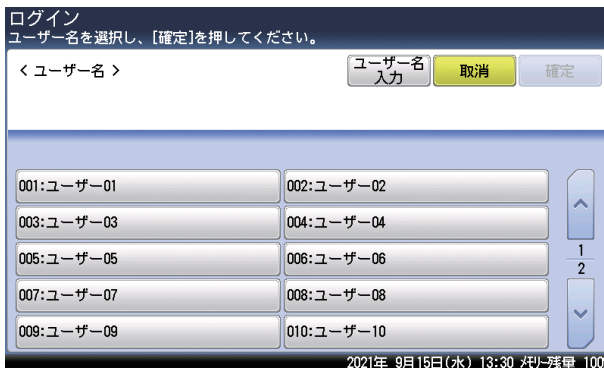 ログイン
ユーザー名を選択し、[確定]を押してください。
< ユーザー名 >
ユーザー名
入力
取消
確定
001:ユーザー01
002:ユーザー02
003:ユーザー03
004:ユーザー04
005:ユーザー05
006:ユーザー06
1
2
007:ユーザー07
008:ユーザー08
009:ユーザー09
010:ユーザー10
2021年 9月15日(水) 13:30 メモリー残量 100